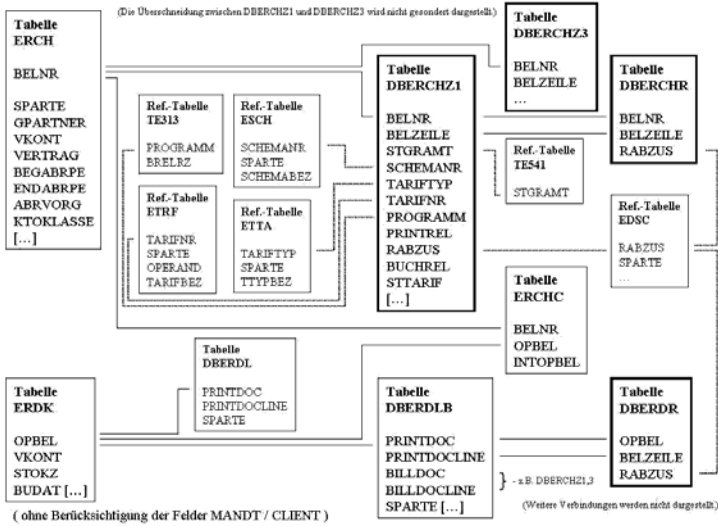 (Die Überschneidung zwischen DBERCHZ1 und DBERCHZ3 wird nicht gesondert dargestellt.)
Tabelle
ERCH
BELNR
SPARTE
GPARTNER
VKONT
VERTRAG
BEGABRPE
ENDABRPE
ABRVORG
KTOKLASSE
[...]
Ref.-Tabelle
TE313
PROGRAMM
BRELRZ
Ref.-Tabelle
ESCH
SCHEMANR
SPARTE
SCHEMABEZ
Ref.-Tabelle
ETRF
TARIFNR
SPARTE
OPERAND
TARIFBEZ
Ref.-Tabelle
ETTA
TARIFTYP
SPARTE
TTYPBEZ
Tabelle
DBERCHZ1
BELNR
BELZEILE
STGRAMT
SCHEMANR
TARIFTYP
TARIFNR
PROGRAMM
PRINTREL
RABZUS
BUCHREL
STTARIF
[...]
Tabelle
DBERCHZ3
BELNR
BELZEILE
...
Tabelle
DBERCHR
BELNR
BELZEILE
RABZUS
Ref.-Tabelle
TE541
STGRAMT
Ref.-Tabelle
EDSC
RABZUS
SPARTE
...
Tabelle
ERCHC
BELNR
OPBEL
INTOPBEL
Tabelle
DBERDL
PRINTDOC
PRINTDOCLINE
SPARTE
Tabelle
ERDK
OPBEL
VKONT
STOKZ
BUDAT [...]
Tabelle
DBERDLB
PRINTDOC
PRINTDOCLINE
BILLDOC
BILLDOCLINE
SPARTE [...]
} - z.B. DBERCHZ1,3
Tabelle
DBERDR
OPBEL
BELZEILE
RABZUS
(Weitere Verbindungen werden nicht dargestellt.)
( ohne Berücksichtigung der Felder MANDT / CLIENT )